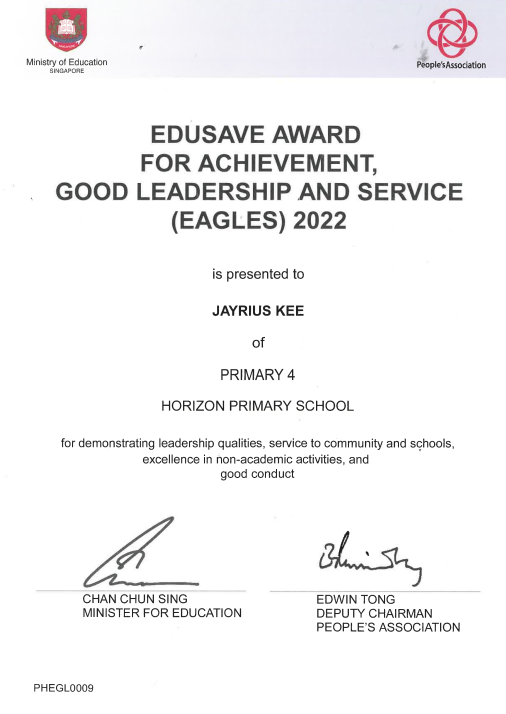 Ministry of Education
SINGAPORE
People'sAssociation
EDUSAVE AWARD
FOR ACHIEVEMENT,
GOOD LEADERSHIP AND SERVICE
(EAGLES) 2022
is presented to
JAYRIUS KEE
of
PRIMARY 4
HORIZON PRIMARY SCHOOL
for demonstrating leadership qualities, service to community and schools,
excellence in non-academic activities, and
good conduct
CHAN CHUN SING
MINISTER FOR EDUCATION
EDWIN TONG
DEPUTY CHAIRMAN
PEOPLE'S ASSOCIATION
PHEGL0009